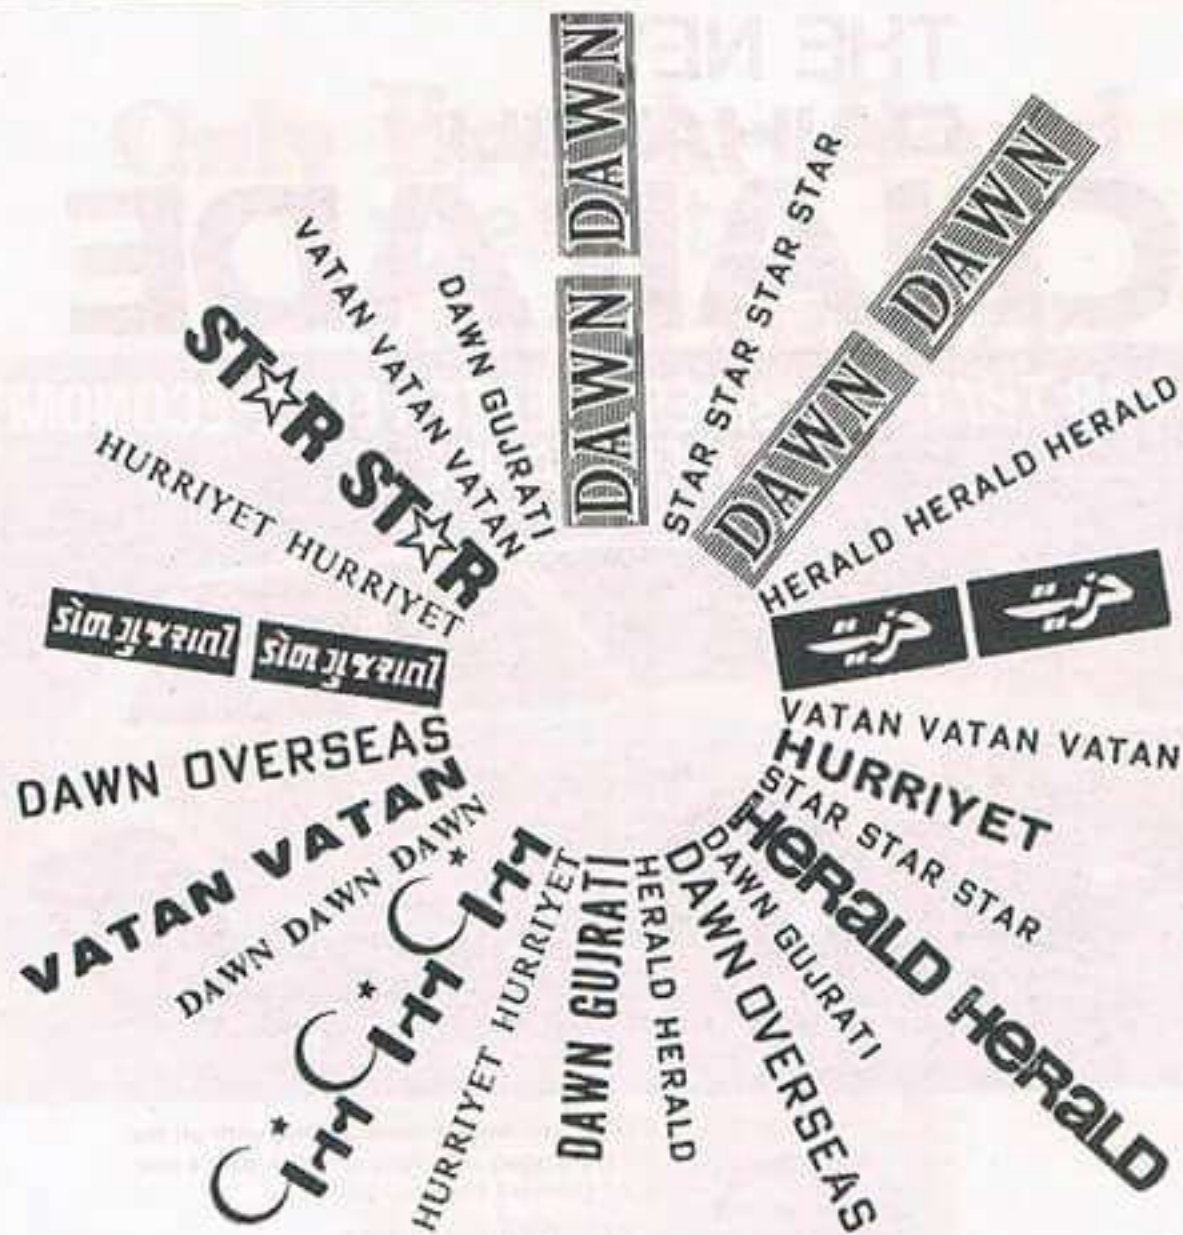 DAWN DAWN
STAR STAR STAR STAR
DAWN DAWN
HERALD HERALD HERALD
حریت حریت
VATAN VATAN VATAN
HURRIYET
STAR STAR STAR
HERALD HERALD
DAWN GUJRATI
DAWN OVERSEAS
HERALD HERALD
DAWN GUJRATI
HURRIYET HURRIYET
DAWN DAWN DAWN
VATAN VATAN
DAWN OVERSEAS
ડોન ગુજરાતી ડોન ગુજરાતી
HURRIYET HURRIYET
STAR STAR
VATAN VATAN VATAN
DAWN GUJRATI